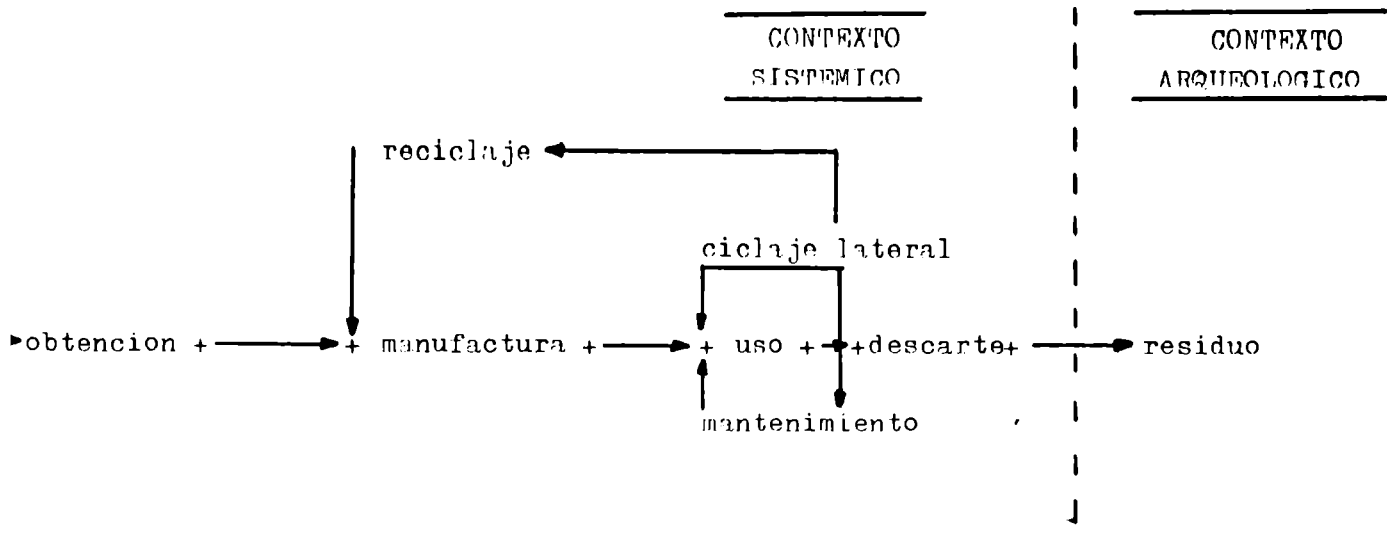 CONTEXTO
SISTEMICO
CONTEXTO
ARQUEOLOGICO
reciclaje
ciclaje lateral
obtencion + + manufactura + + uso + +descarte+ residuo
mantenimiento